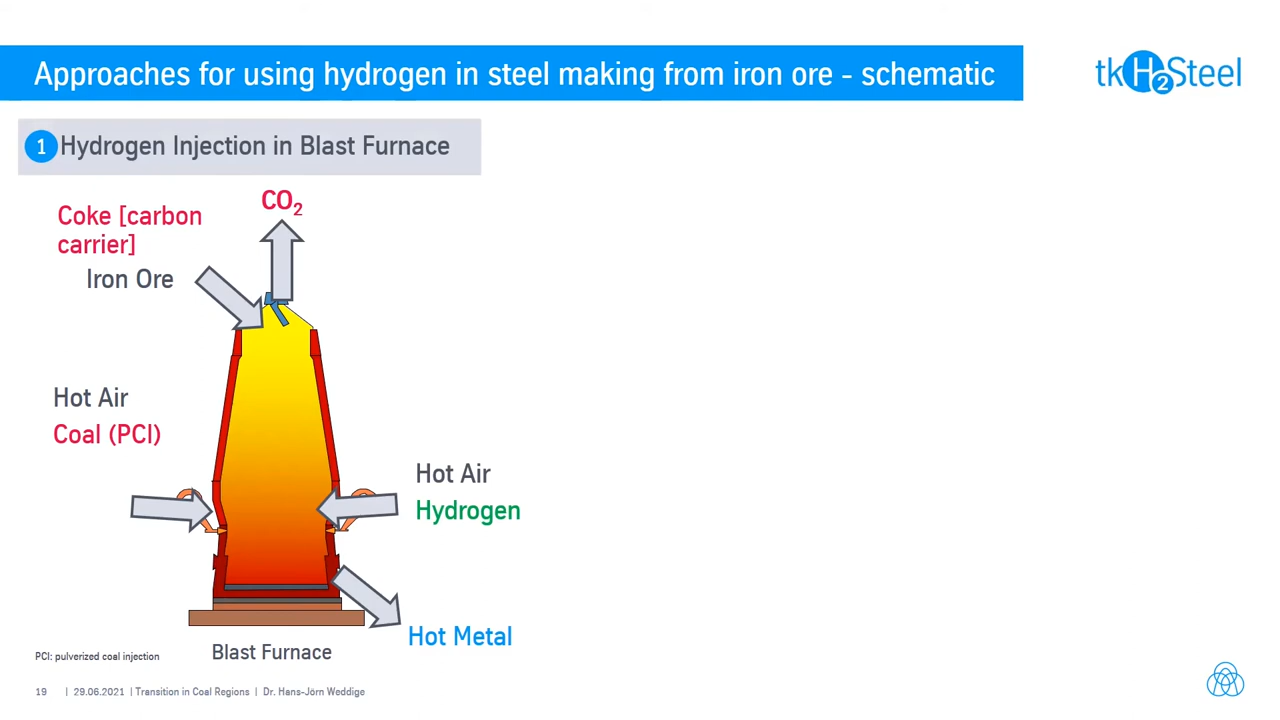 Approaches for using hydrogen in steel making from iron ore - schematic
tkH2Steel
1 Hydrogen Injection in Blast Furnace
CO2
Coke [carbon
carrier]
Iron Ore
Hot Air
Coal (PCI)
Hot Air
Hydrogen
Hot Metal
Blast Furnace
PCI: pulverized coal injection
19 | 29.06.2021 | Transition in Coal Regions | Dr. Hans-Jörn Weddige